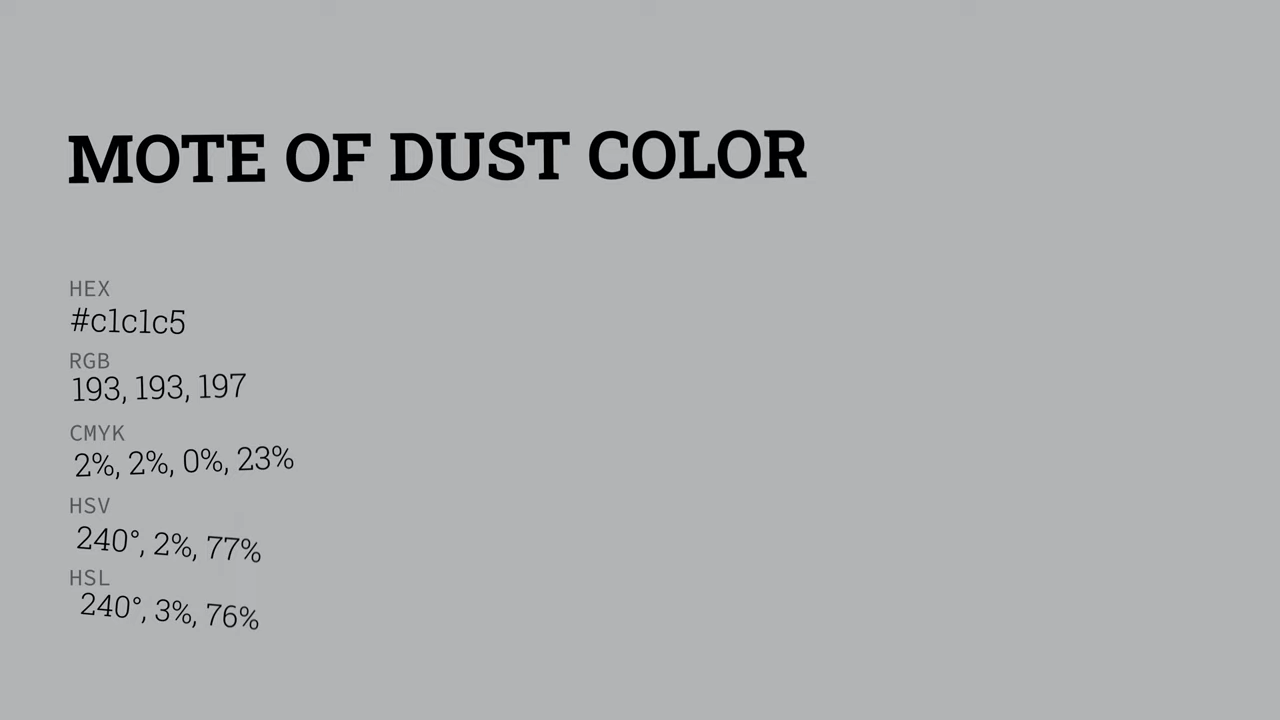 MOTE OF DUST COLOR
HEX
#c1c1c5
RGB
193, 193, 197
CMYK
2%, 2%, 0%, 23%
HSV
240°, 2%, 77%
HSL
240°, 3%, 76%